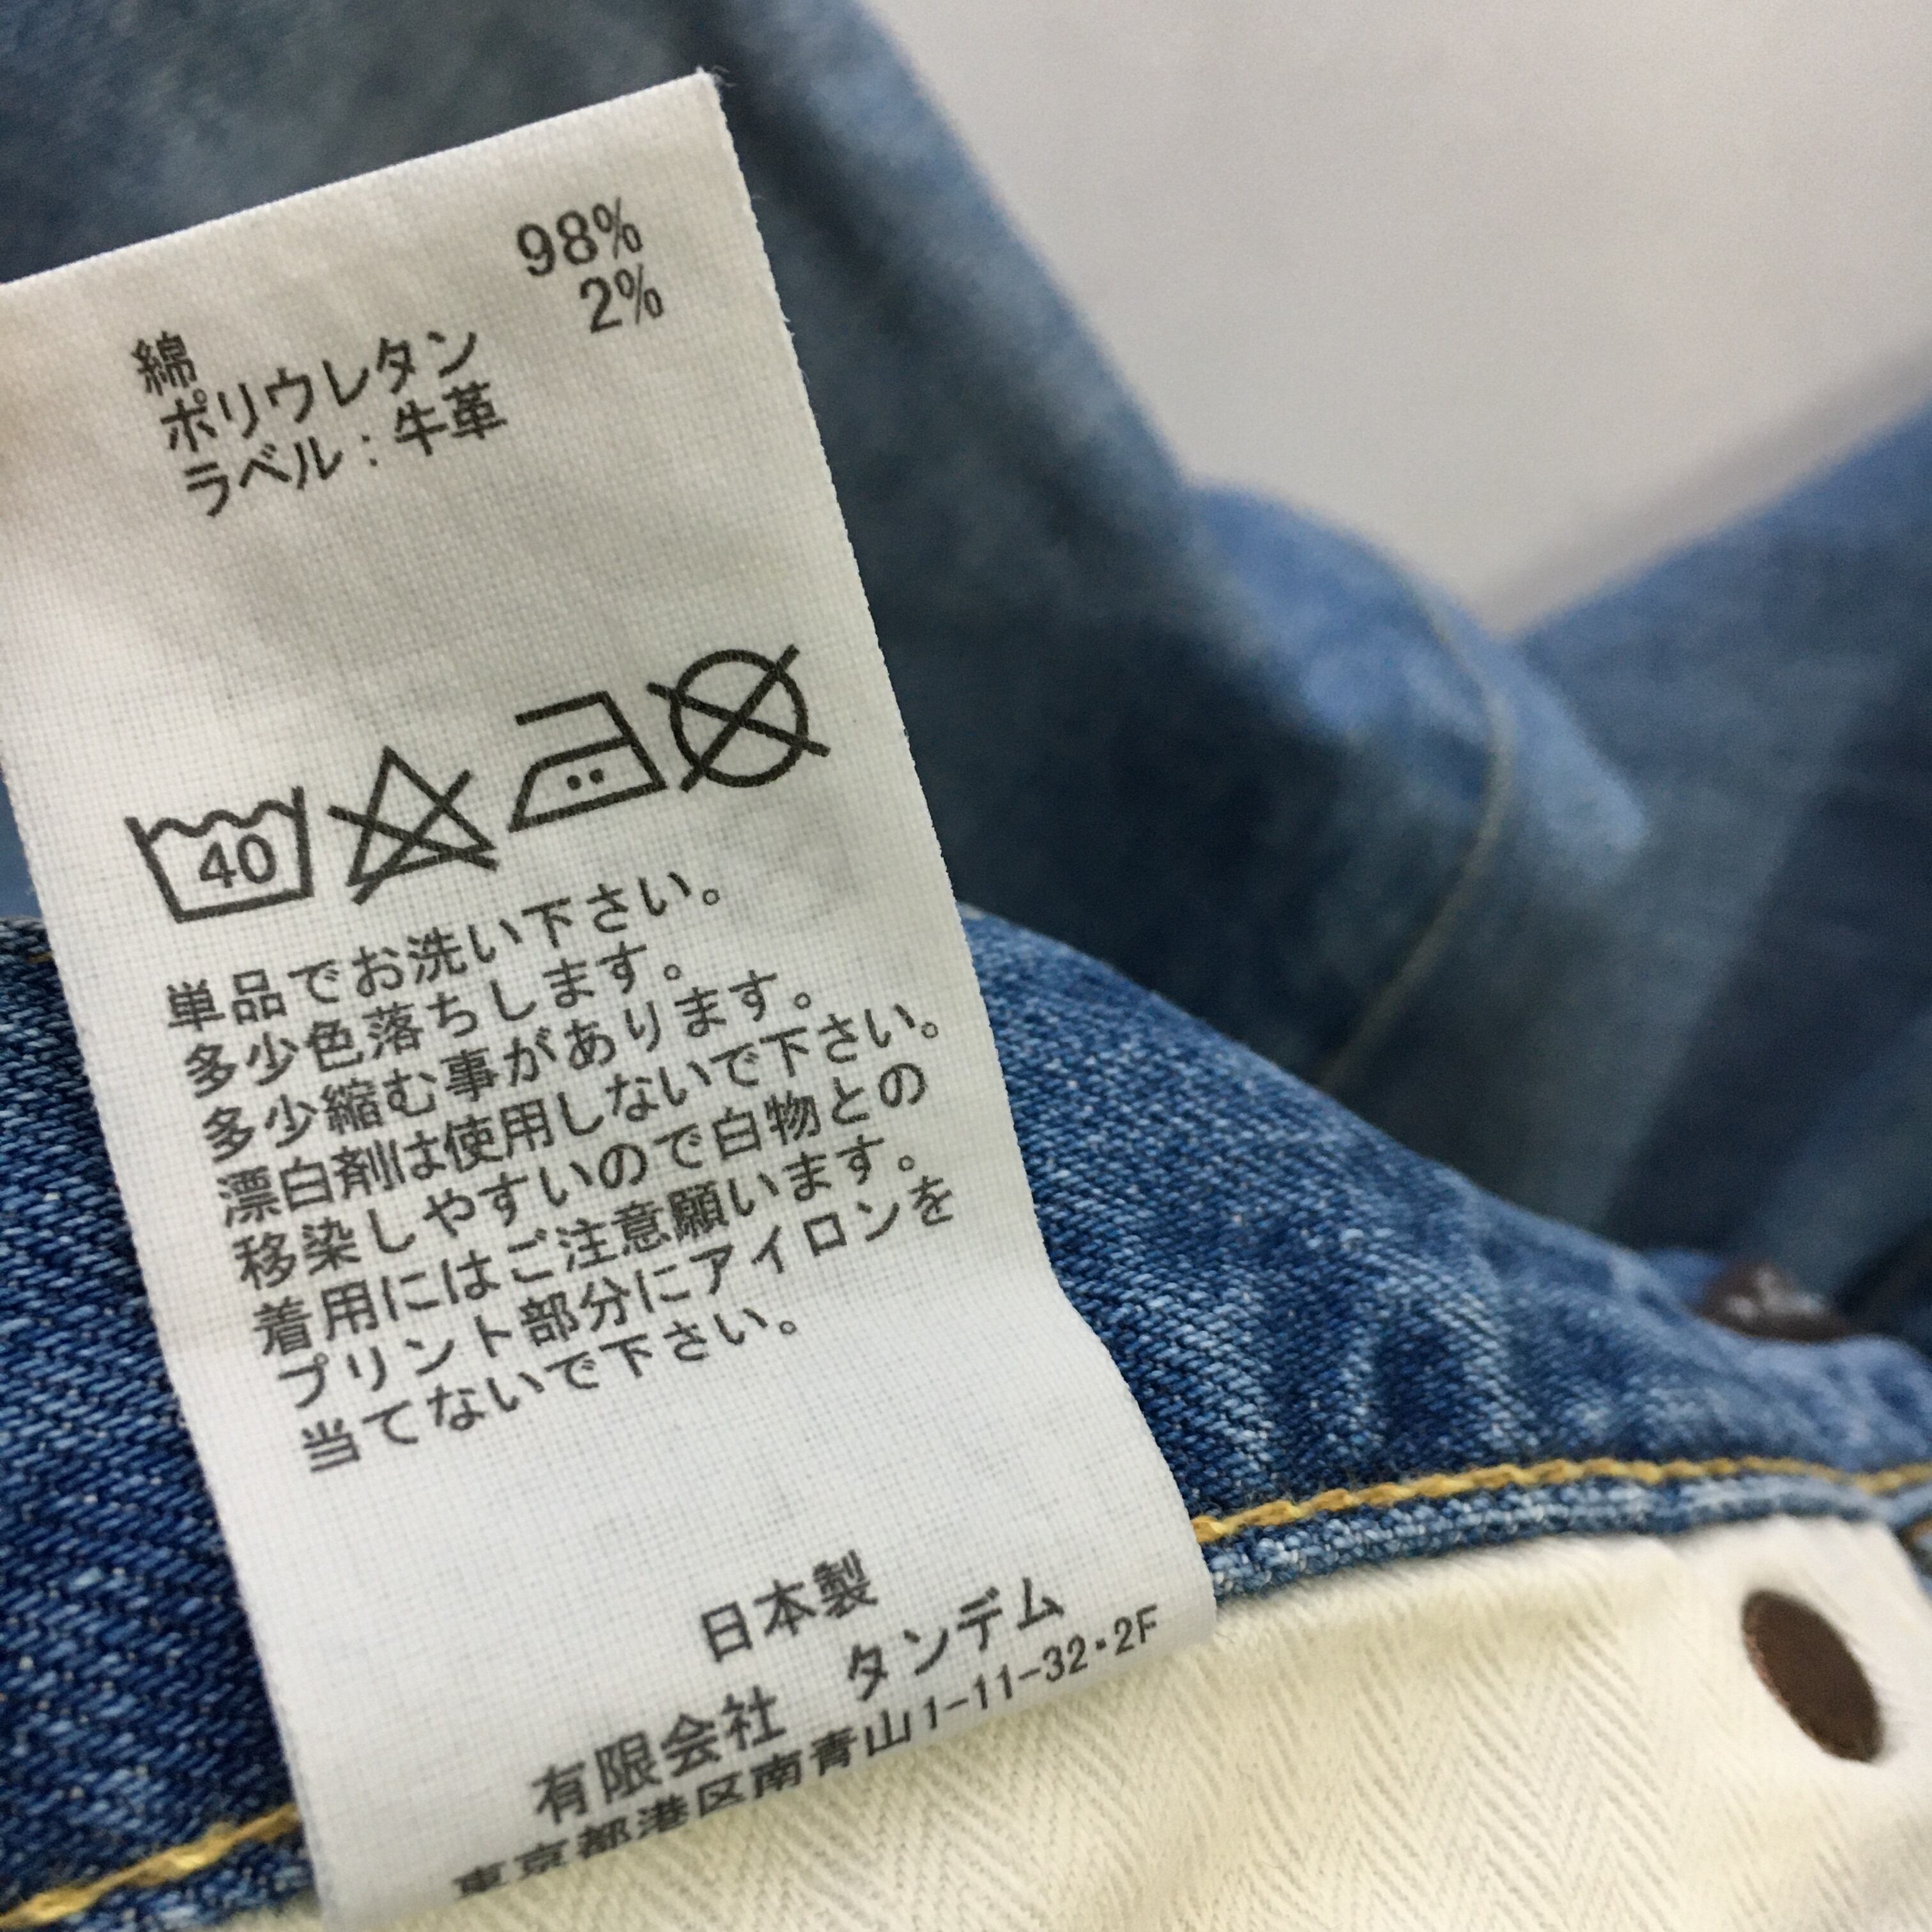 綿 98%
ポリウレタン 2%
ラベル：牛革
40
単品でお洗い下さい。
多少色落ちします。
多少縮む事があります。
漂白剤は使用しないで下さい。
移染しやすいので白物との
着用にはご注意願います。
プリント部分にアイロンを
当てないで下さい。
日本製
有限会社 タンデム
東京都港区南青山1-11-32・2F